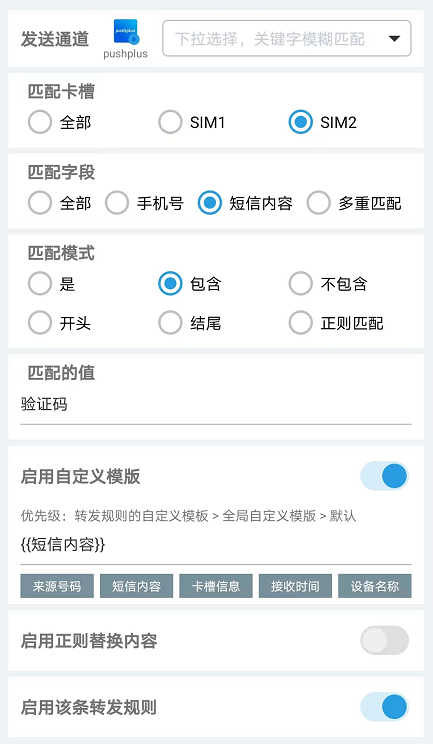 发送通道 pushplus 下拉选择，关键字模糊匹配
pushplus
匹配卡槽
全部 SIM1 SIM2
匹配字段
全部 手机号 短信内容 多重匹配
匹配模式
是 包含 不包含
开头 结尾 正则匹配
匹配的值
验证码
启用自定义模版
优先级：转发规则的自定义模板 > 全局自定义模版 > 默认
{{短信内容}}
来源号码 短信内容 卡槽信息 接收时间 设备名称
启用正则替换内容
启用该条转发规则